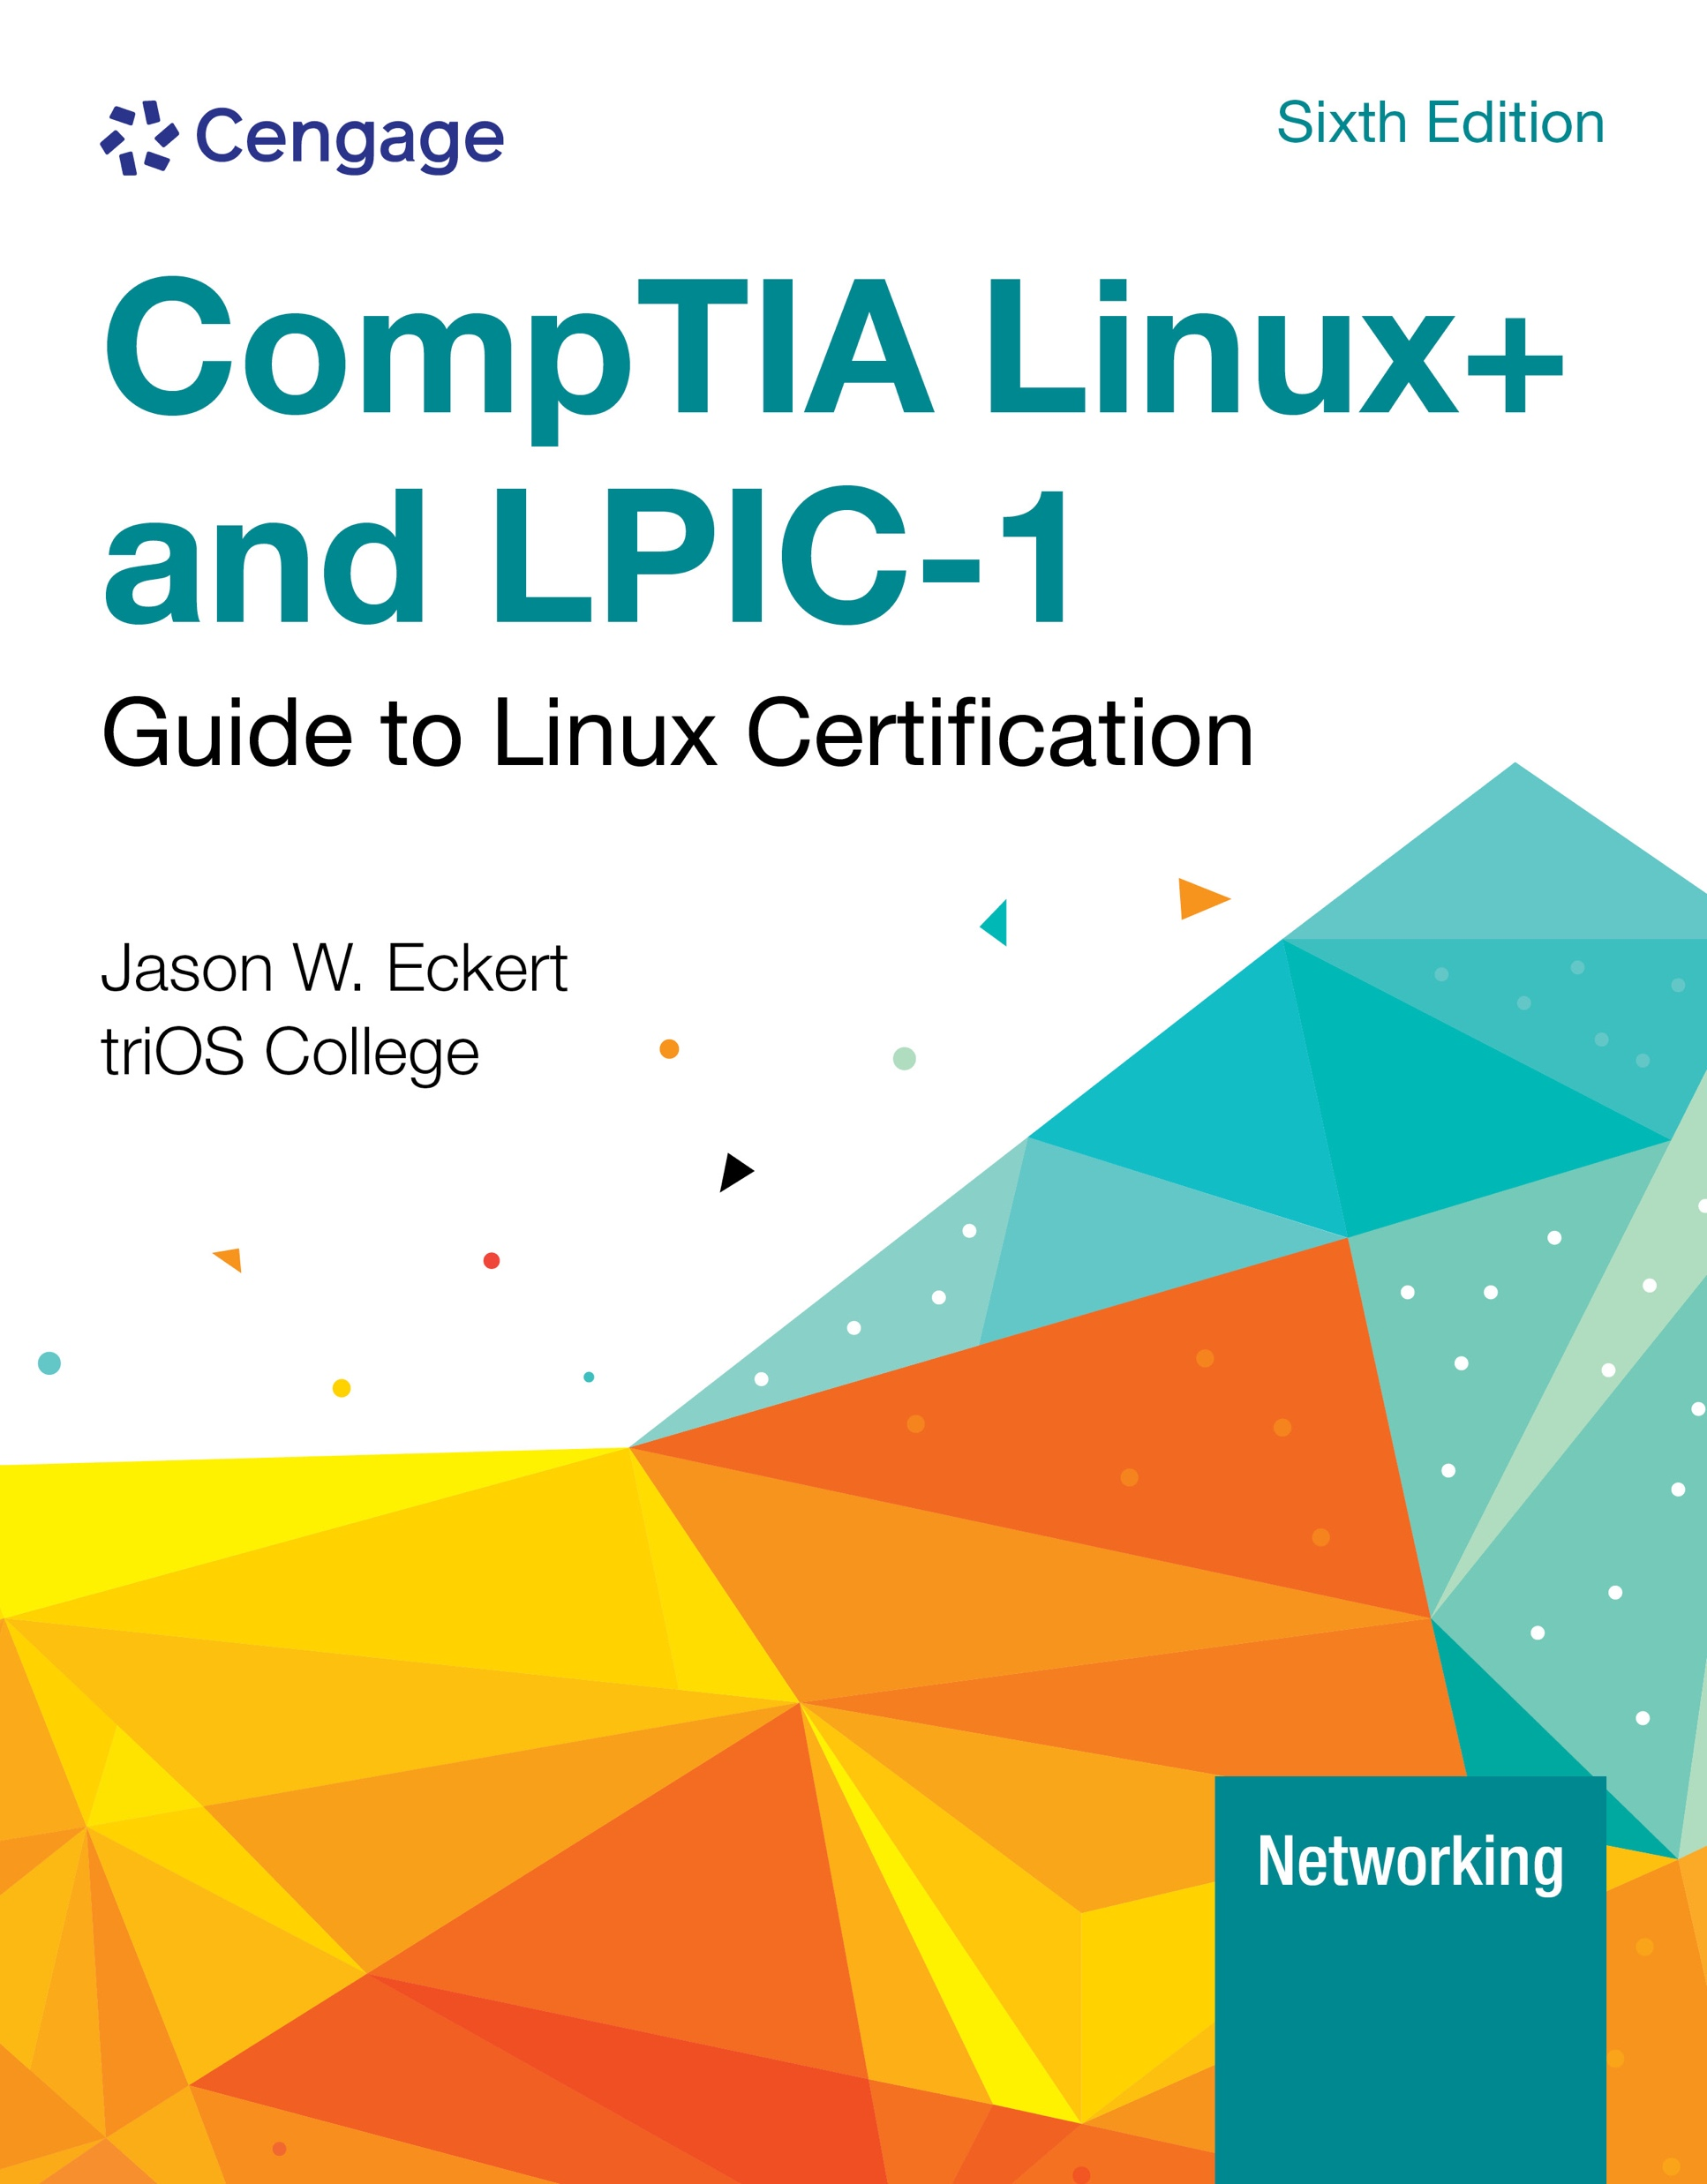 Cengage
Sixth Edition
CompTIA Linux+
and LPIC-1
Guide to Linux Certification
Jason W. Eckert
triOS College
Networking